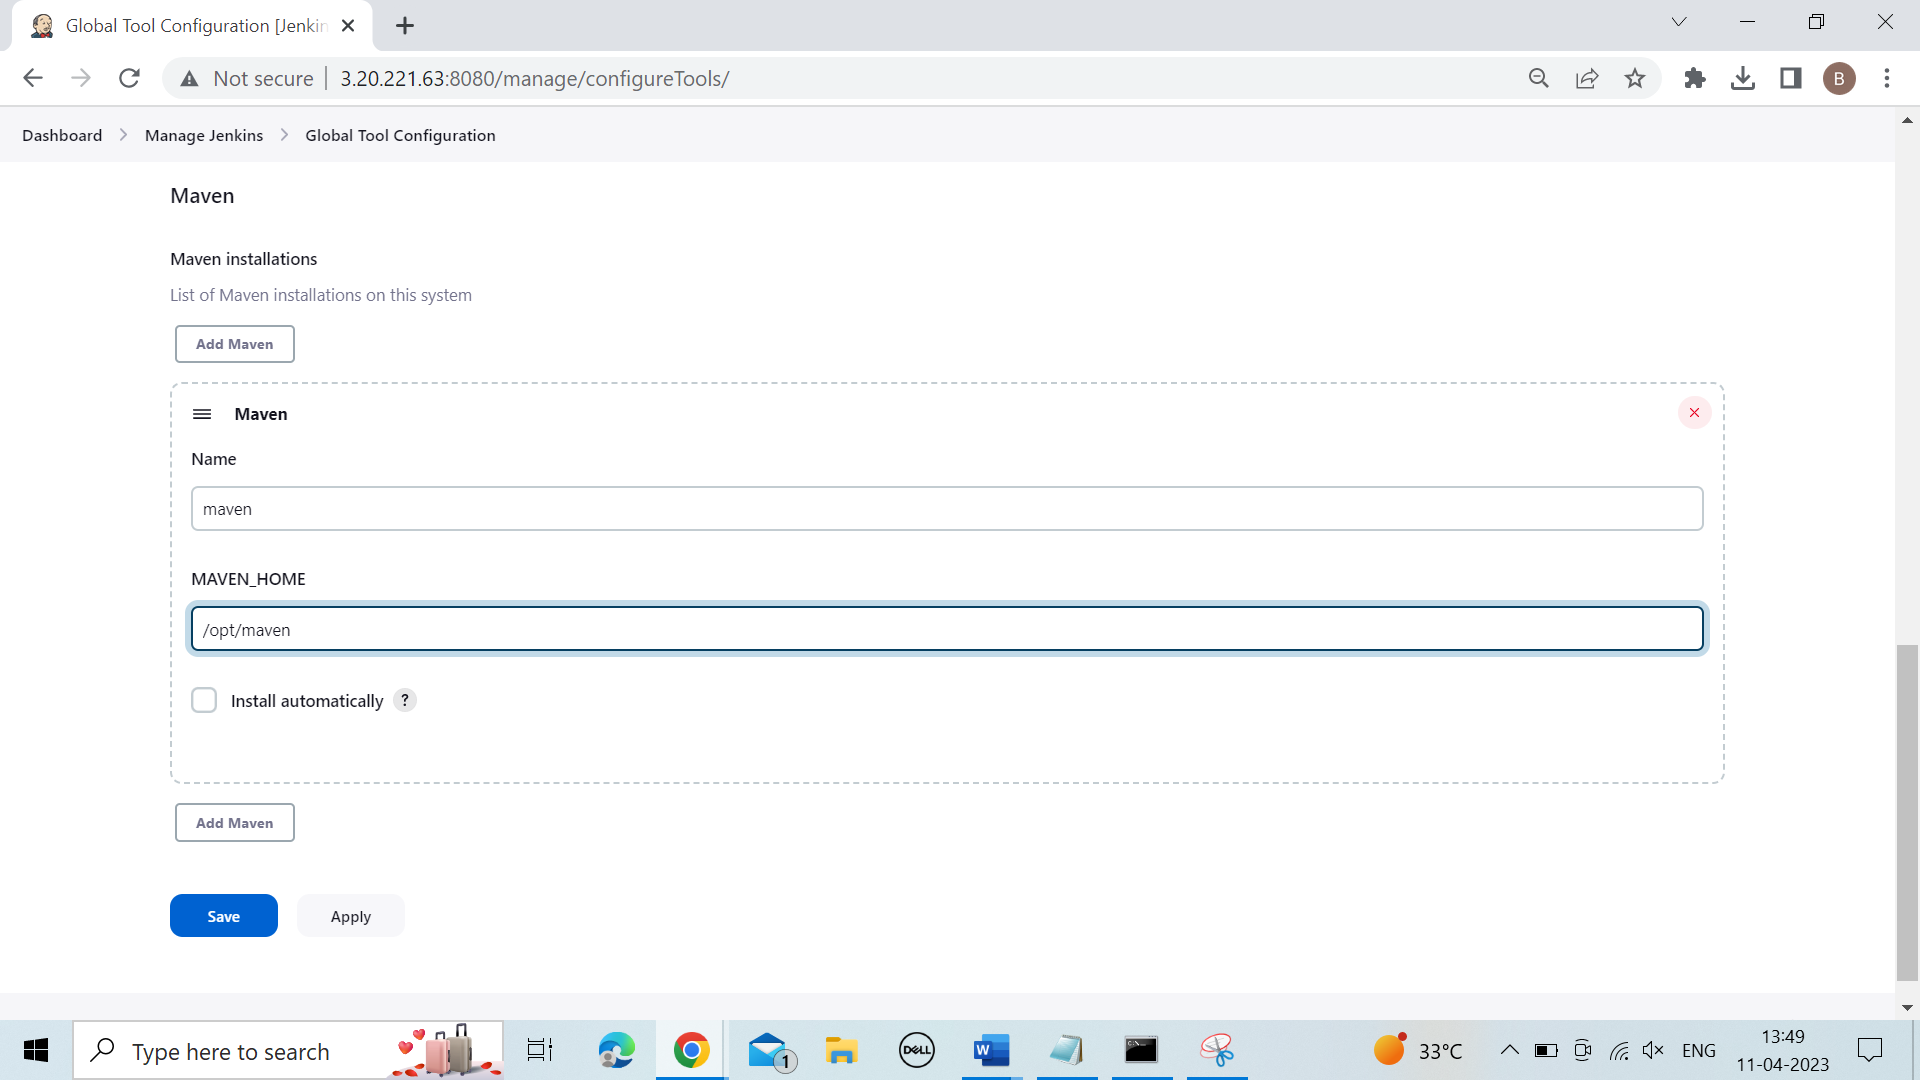 Global Tool Configuration [Jenkin
Not secure
3.20.221.63:8080/manage/configureTools/
B
Dashboard
Manage Jenkins
Global Tool Configuration
Maven
Maven installations
List of Maven installations on this system
Add Maven
Maven
Name
maven
MAVEN_HOME
/opt/maven
Install automatically ?
Add Maven
Save
Apply
Type here to search
1
DELL
W
C:\
33°C
ENG
13:49
11-04-2023